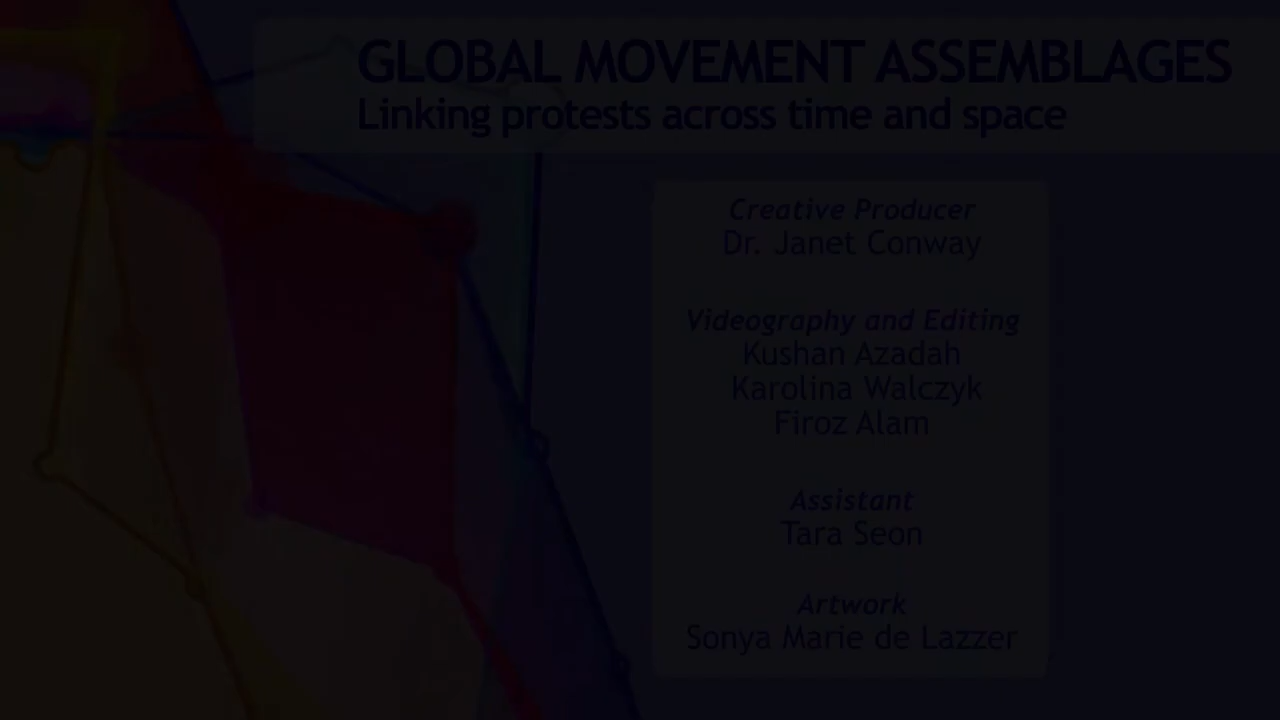 GLOBAL MOVEMENT ASSEMBLAGES
Linking protests across time and space
Creative Producer
Dr. Janet Conway
Videography and Editing
Kushan Azadah
Karolina Walczyk
Firoz Alam
Assistant
Tara Seon
Artwork
Sonya Marie de Lazzer